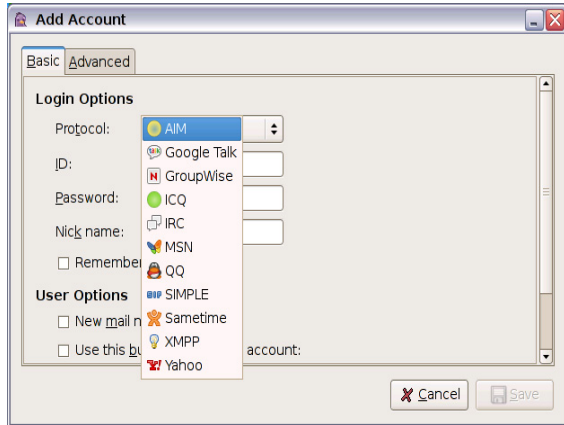 Add Account
Basic Advanced
Login Options
Protocol: AIM
Google Talk
ID:
GroupWise
Password: ICQ
IRC
Nick name:
MSN
Remember
QQ
User Options SIMPLE
New mail n Sametime
XMPP
Use this bu account:
Yahoo
Cancel Save